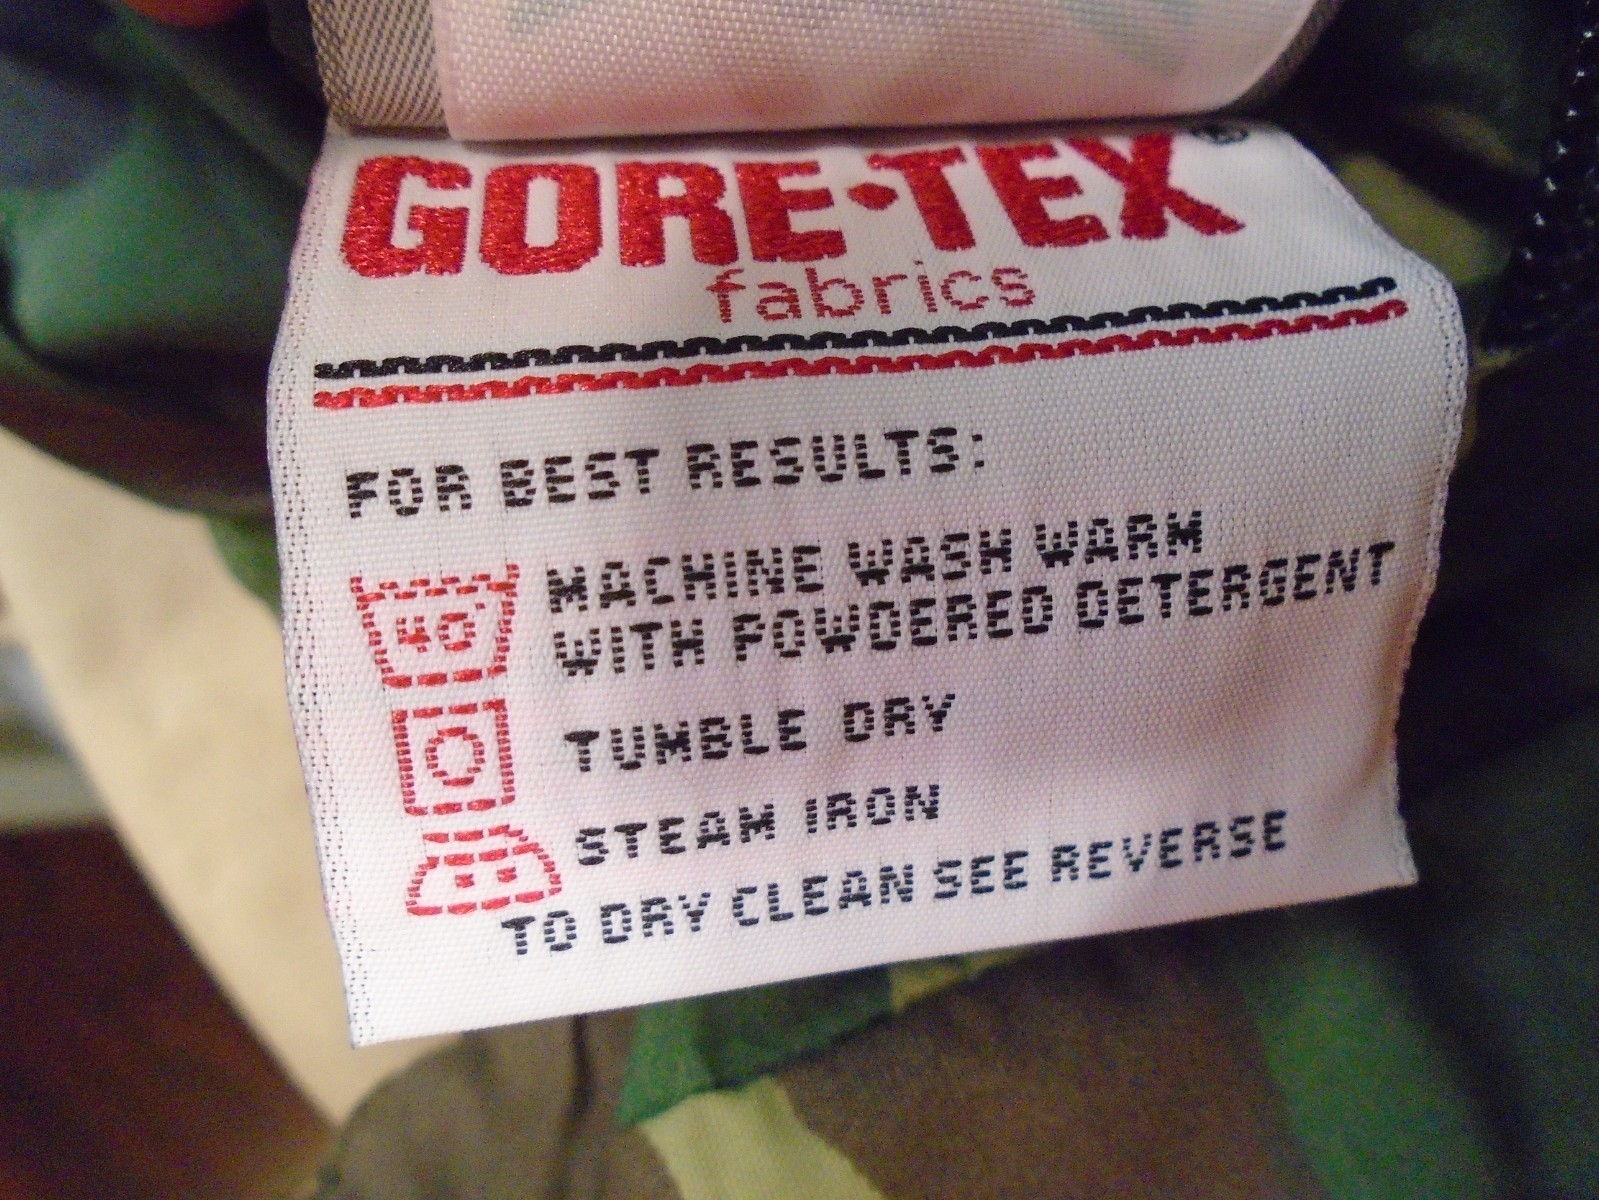 GORE-TEX®
fabrics
FOR BEST RESULTS:
MACHINE WASH WARM
WITH POWDERED DETERGENT
40°
TUMBLE DRY
STEAM IRON
TO DRY CLEAN SEE REVERSE